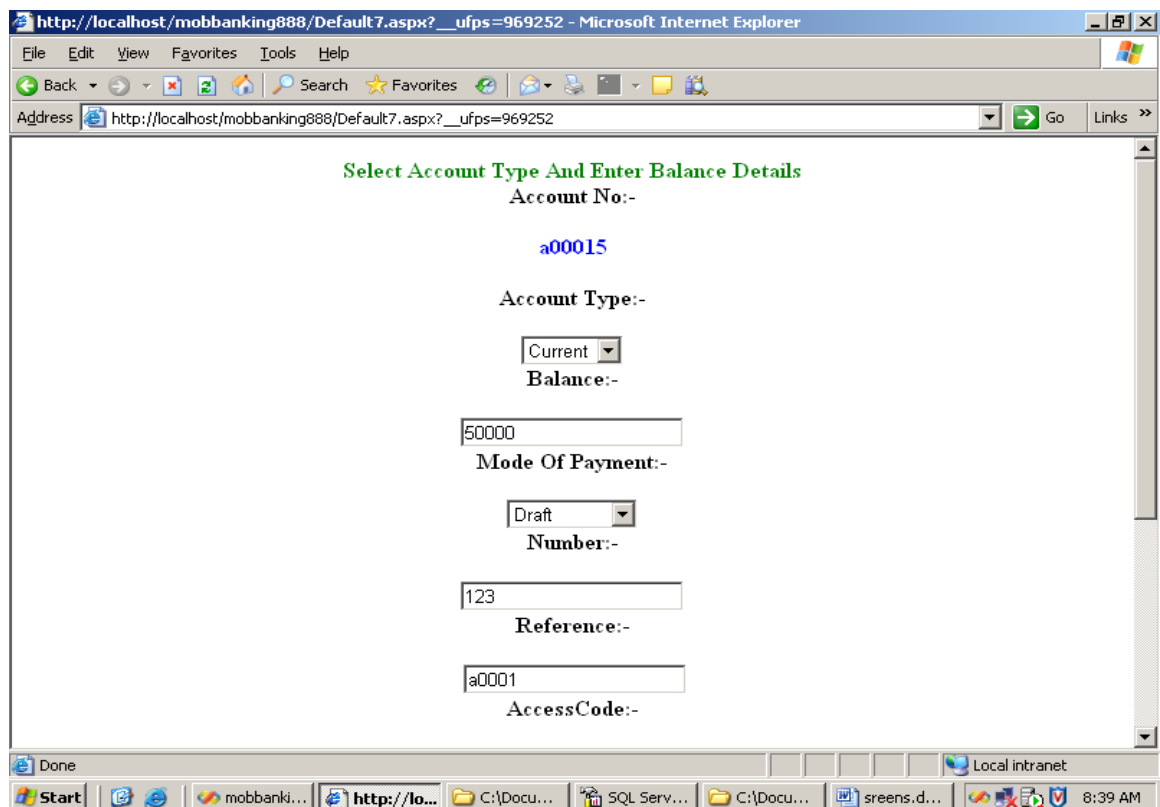 http://localhost/mobbanking888/Default7.aspx?__ufps=969252 - Microsoft Internet Explorer
File Edit View Favorites Tools Help
Back Search Favorites
Address http://localhost/mobbanking888/Default7.aspx?__ufps=969252 Go Links »
Select Account Type And Enter Balance Details
Account No:-
a00015
Account Type:-
Current
Balance:-
50000
Mode Of Payment:-
Draft
Number:-
123
Reference:-
a0001
AccessCode:-
Done Local intranet
Start mobbanki... http://lo... C:\Docu... SQL Serv... C:\Docu... sreens.d... 8:39 AM